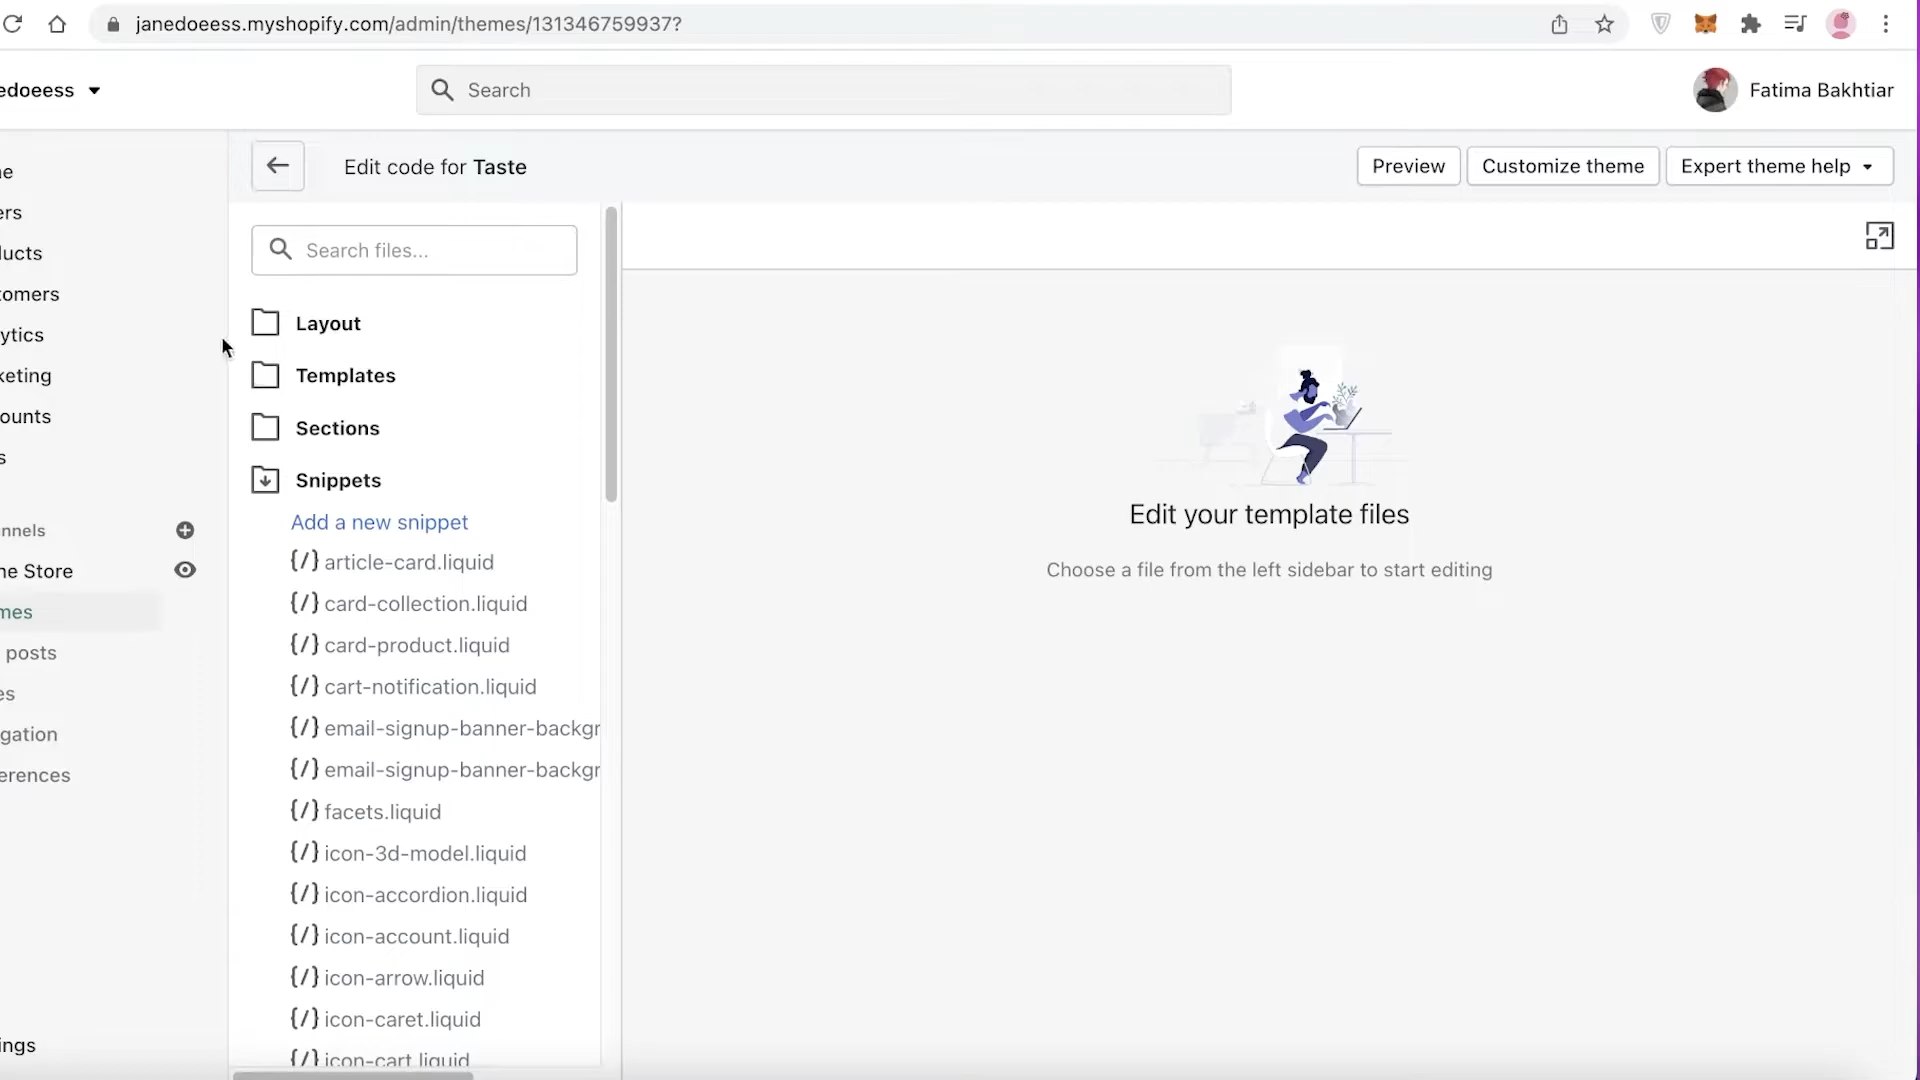 janedoeess.myshopify.com/admin/themes/131346759937?
edoeess
Search
Fatima Bakhtiar
Edit code for Taste
Preview
Customize theme
Expert theme help
e
ers
ucts
tomers
ytics
keting
ounts
s
nnels
ne Store
mes
posts
es
gation
erences
ings
Search files...
Layout
Templates
Sections
Snippets
Add a new snippet
{/} article-card.liquid
{/} card-collection.liquid
{/} card-product.liquid
{/} cart-notification.liquid
{/} email-signup-banner-backgr
{/} email-signup-banner-backgr
{/} facets.liquid
{/} icon-3d-model.liquid
{/} icon-accordion.liquid
{/} icon-account.liquid
{/} icon-arrow.liquid
{/} icon-caret.liquid
{/} icon-cart.liquid
Edit your template files
Choose a file from the left sidebar to start editing